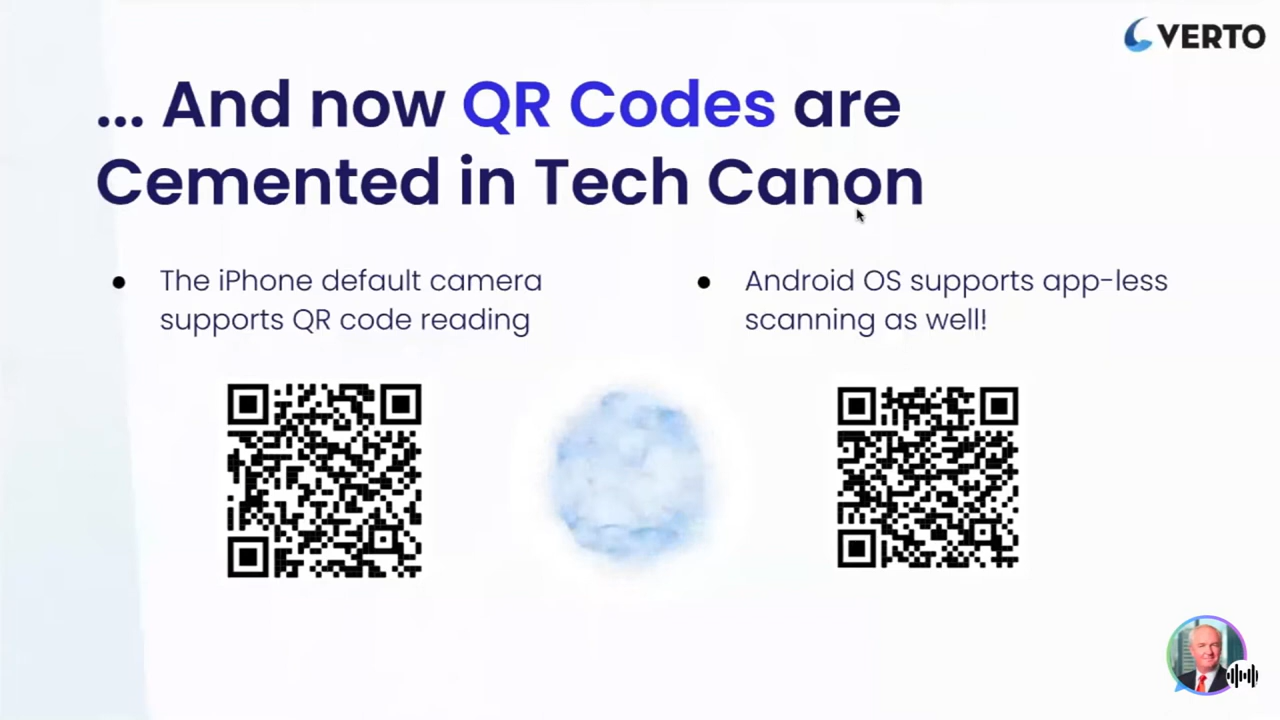 VERTO
... And now QR Codes are
Cemented in Tech Canon
● The iPhone default camera
supports QR code reading
● Android OS supports app-less
scanning as well!